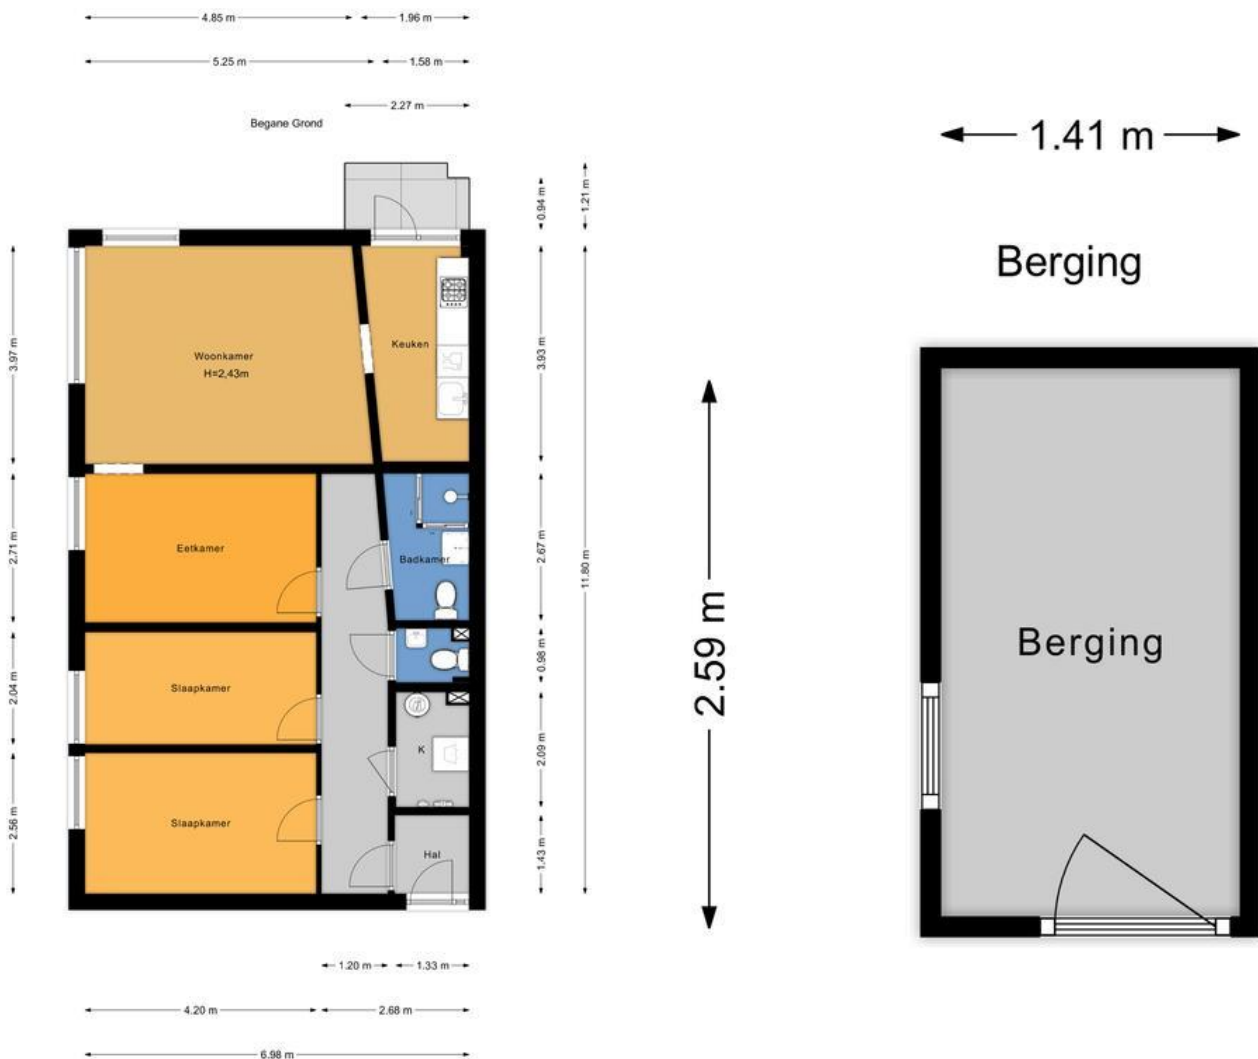 4.85 m
1.96 m
5.25 m
1.58 m
2.27 m
Begane Grond
0.94 m
1.21 m
3.97 m
Woonkamer
H=2,43m
Keuken
3.93 m
2.71 m
Eetkamer
Badkamer
2.67 m
11.80 m
2.04 m
Slaapkamer
0.98 m
K
2.09 m
2.56 m
Slaapkamer
Hal
1.43 m
1.20 m
1.33 m
4.20 m
2.68 m
6.98 m
1.41 m
Berging
2.59 m
Berging